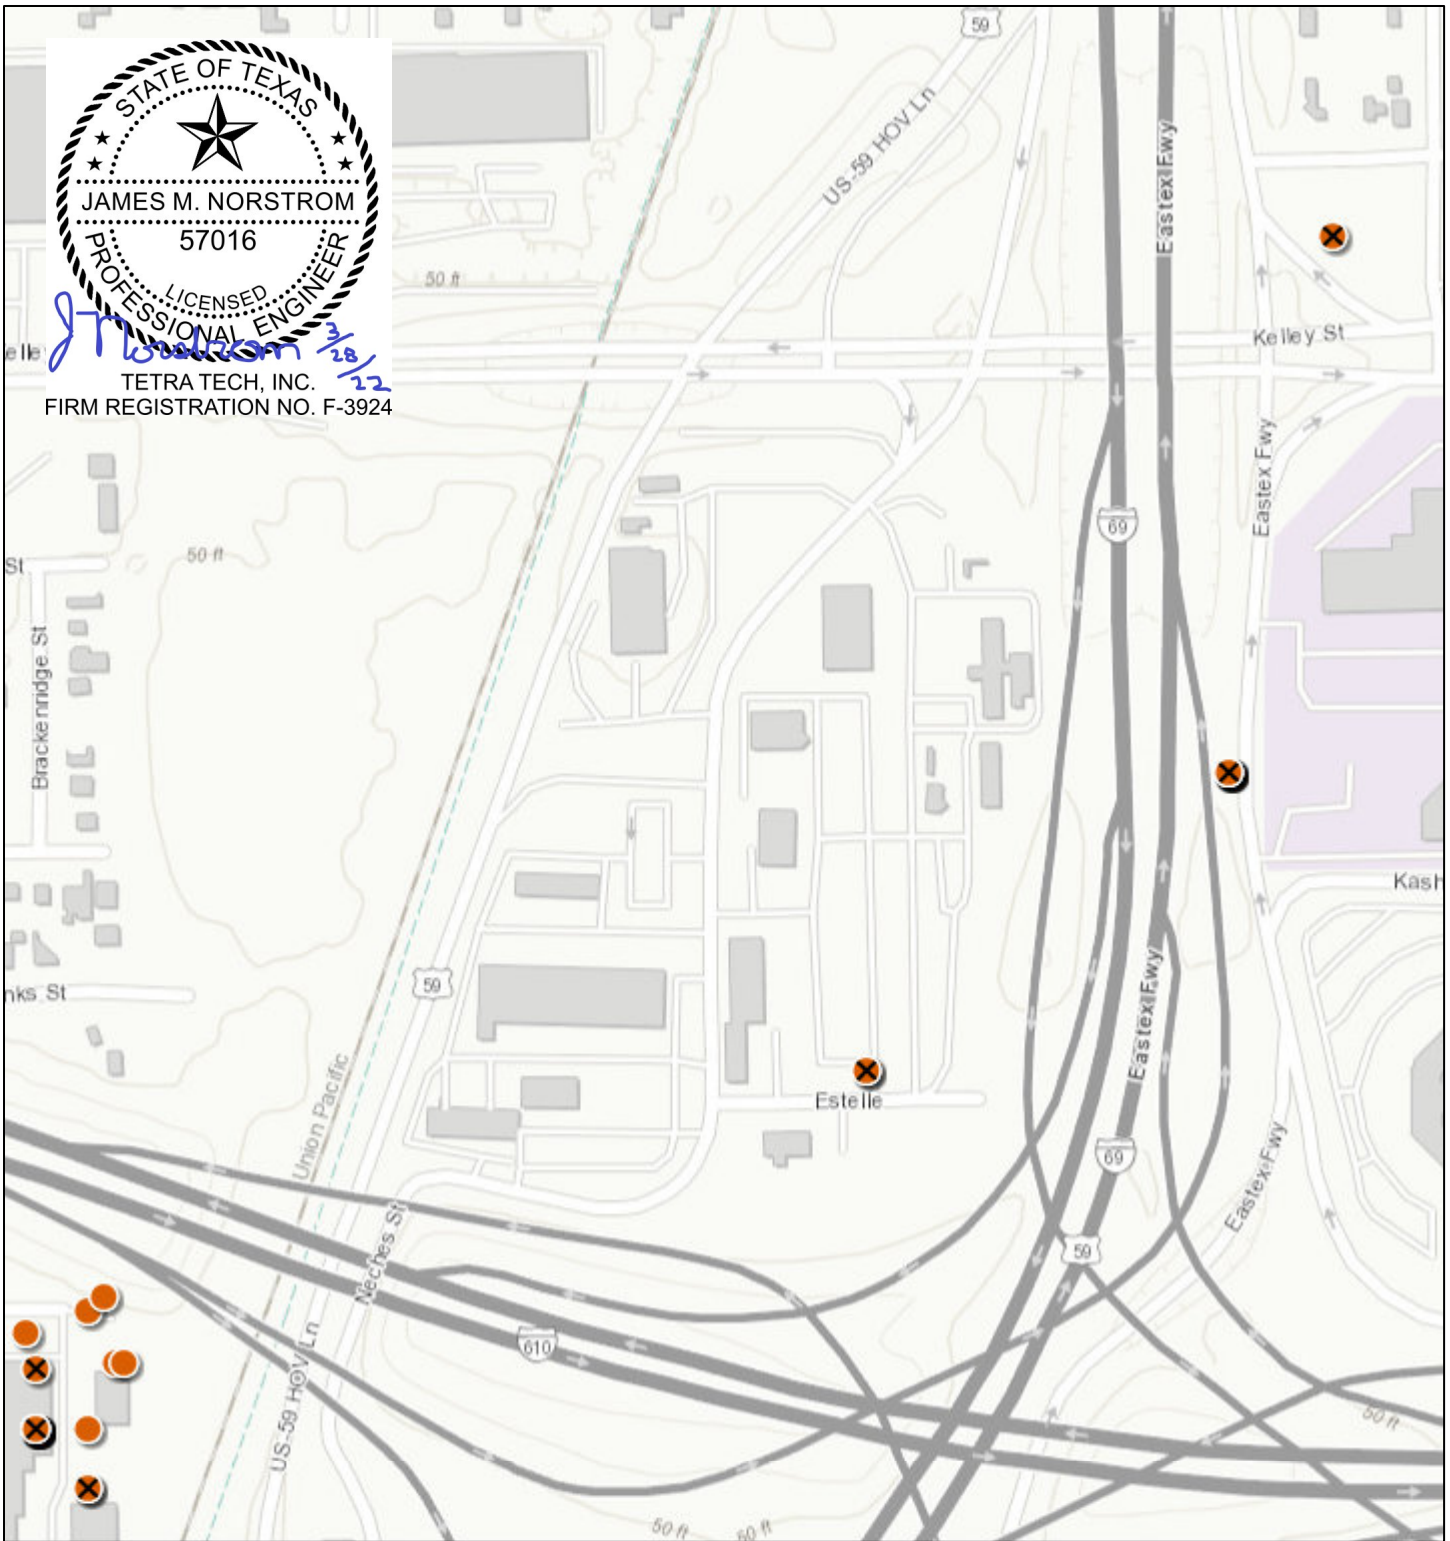 59
STATE OF TEXAS
JAMES M. NORSTROM
57016
LICENSED
PROFESSIONAL ENGINEER
J Norstrom 3/28/22
TETRA TECH, INC.
FIRM REGISTRATION NO. F-3924
US-59 HOV Ln
Eastex Fwy
50 ft
Kelley St
elle
Eastex Fwy
69
50 ft
St
Brackenridge St
Kash
59
nks St
Eastex Fwy
Union Pacific
Estelle
69
Eastex Fwy
59
Neches St
610
US-59 HOV Ln
50 ft
50 ft
50 ft